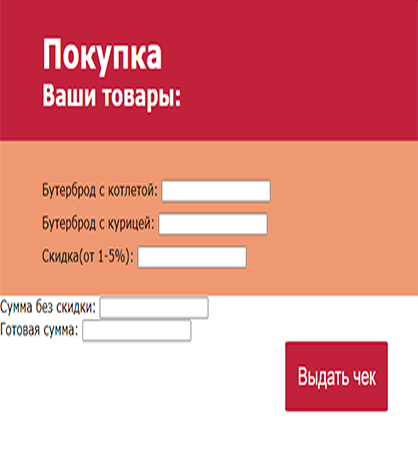 Покупка
Ваши товары:
Бутерброд с котлетой:
Бутерброд с курицей:
Скидка(от 1-5%):
Сумма без скидки:
Готовая сумма:
Выдать чек